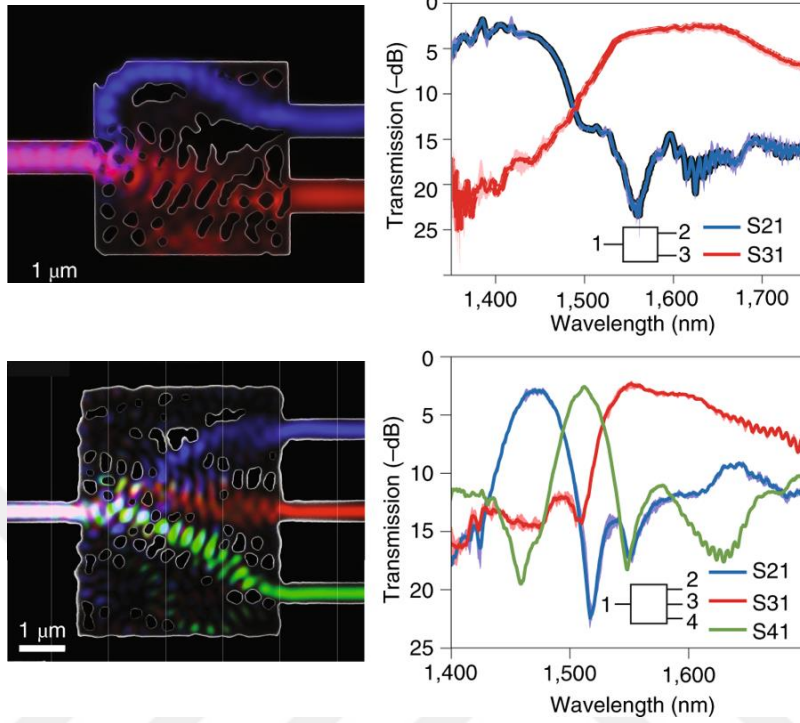 1 μm
0
5
10
15
20
25
Transmission (–dB)
1
2
3
S21
S31
1,400 1,500 1,600 1,700
Wavelength (nm)
1 μm
0
5
10
15
20
25
Transmission (–dB)
1
2
3
4
S21
S31
S41
1,400 1,500 1,600
Wavelength (nm)